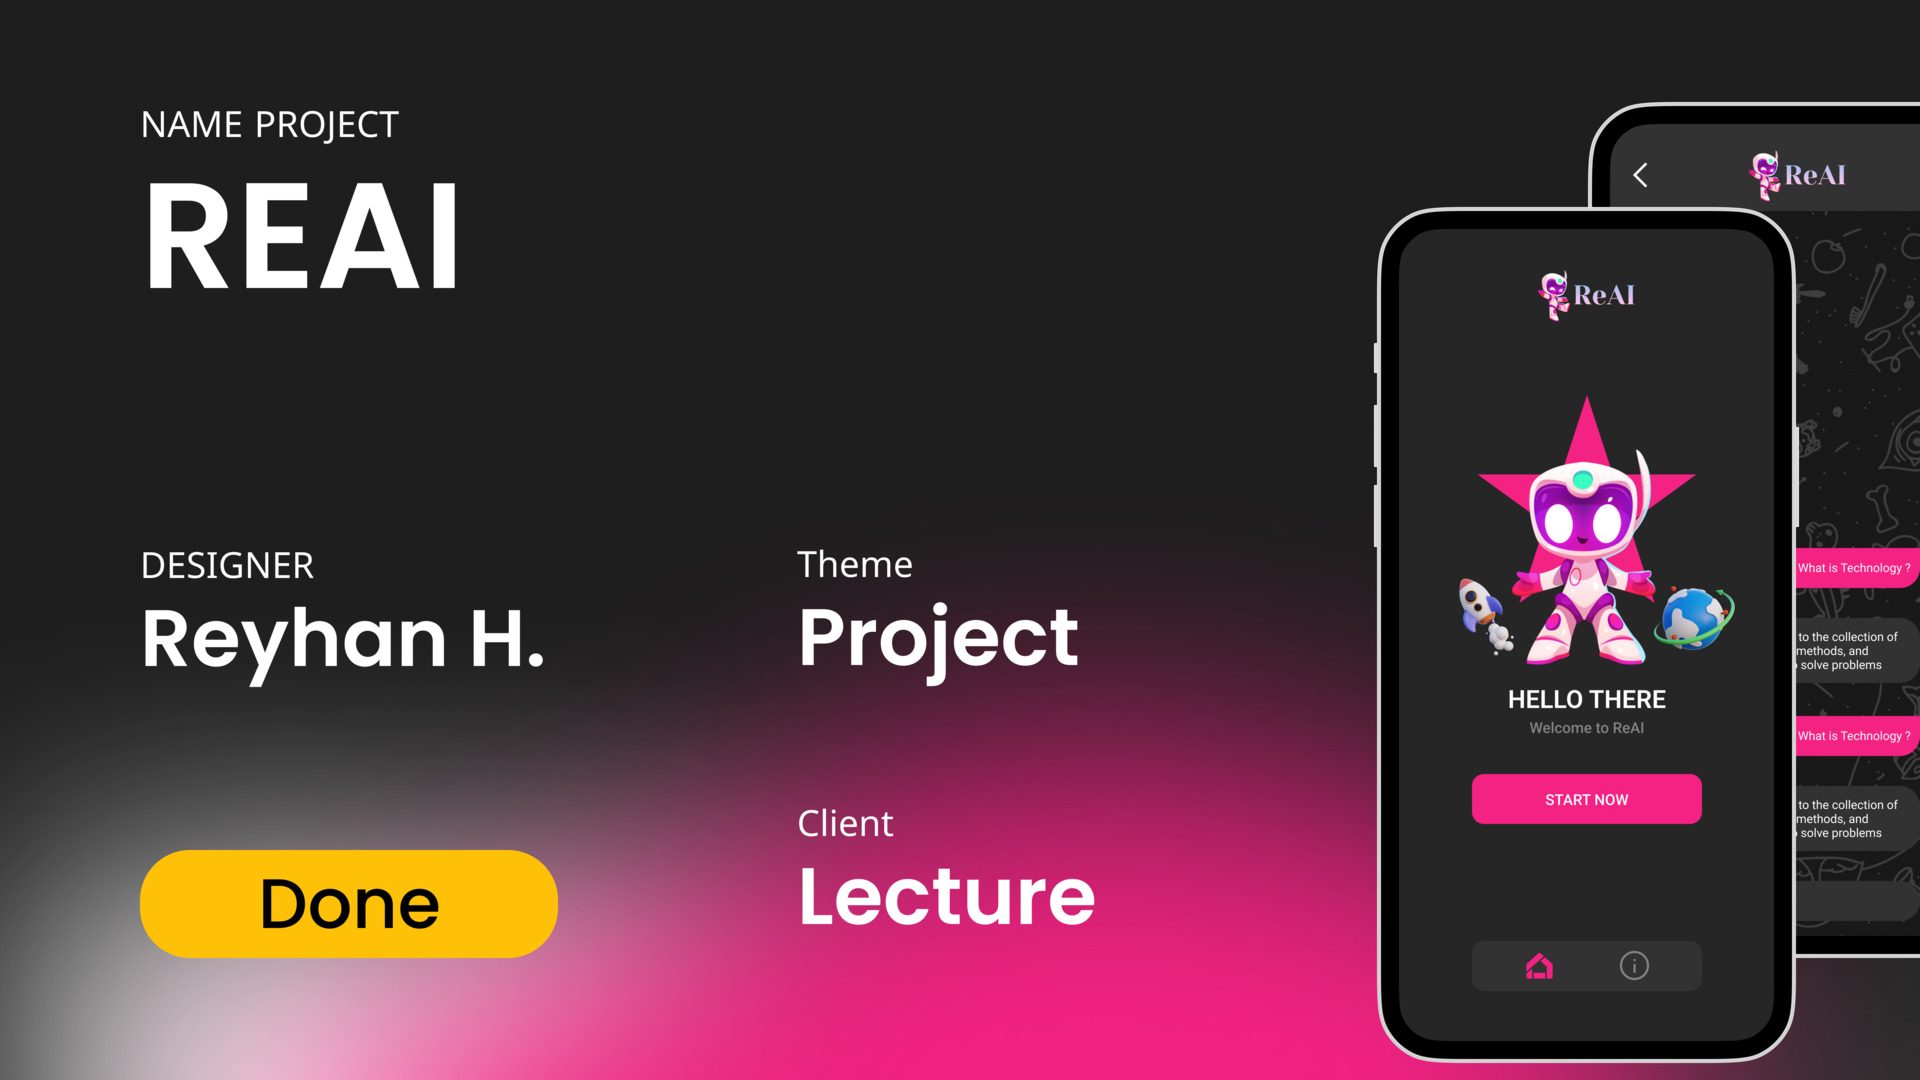 NAME PROJECT
REAI
DESIGNER
Reyhan H.
Done
Theme
Project
Client
Lecture
ReAI
HELLO THERE
Welcome to ReAI
START NOW
ReAI
What is Technology ?
to the collection of
methods, and
solve problems
What is Technology ?
to the collection of
methods, and
solve problems